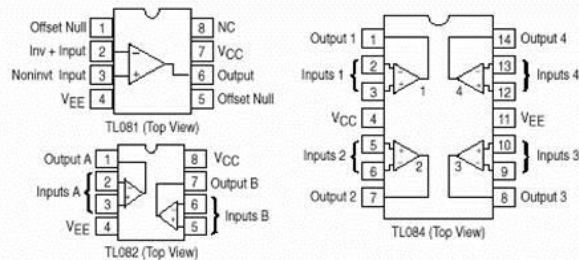 Offset Null 1 8 NC
Inv + Input 2 7 VCC
Noninvt Input 3 6 Output
VEE 4 5 Offset Null
TL081 (Top View)
Output A 1 8 VCC
Inputs A 2 7 Output B
3 6 Inputs B
VEE 4 5
TL082 (Top View)
Output 1 1 14 Output 4
Inputs 1 2 13 Inputs 4
3 1 4 12
VCC 4 11 VEE
Inputs 2 5 10 Inputs 3
6 2 3 9
Output 2 7 8 Output 3
TL084 (Top View)